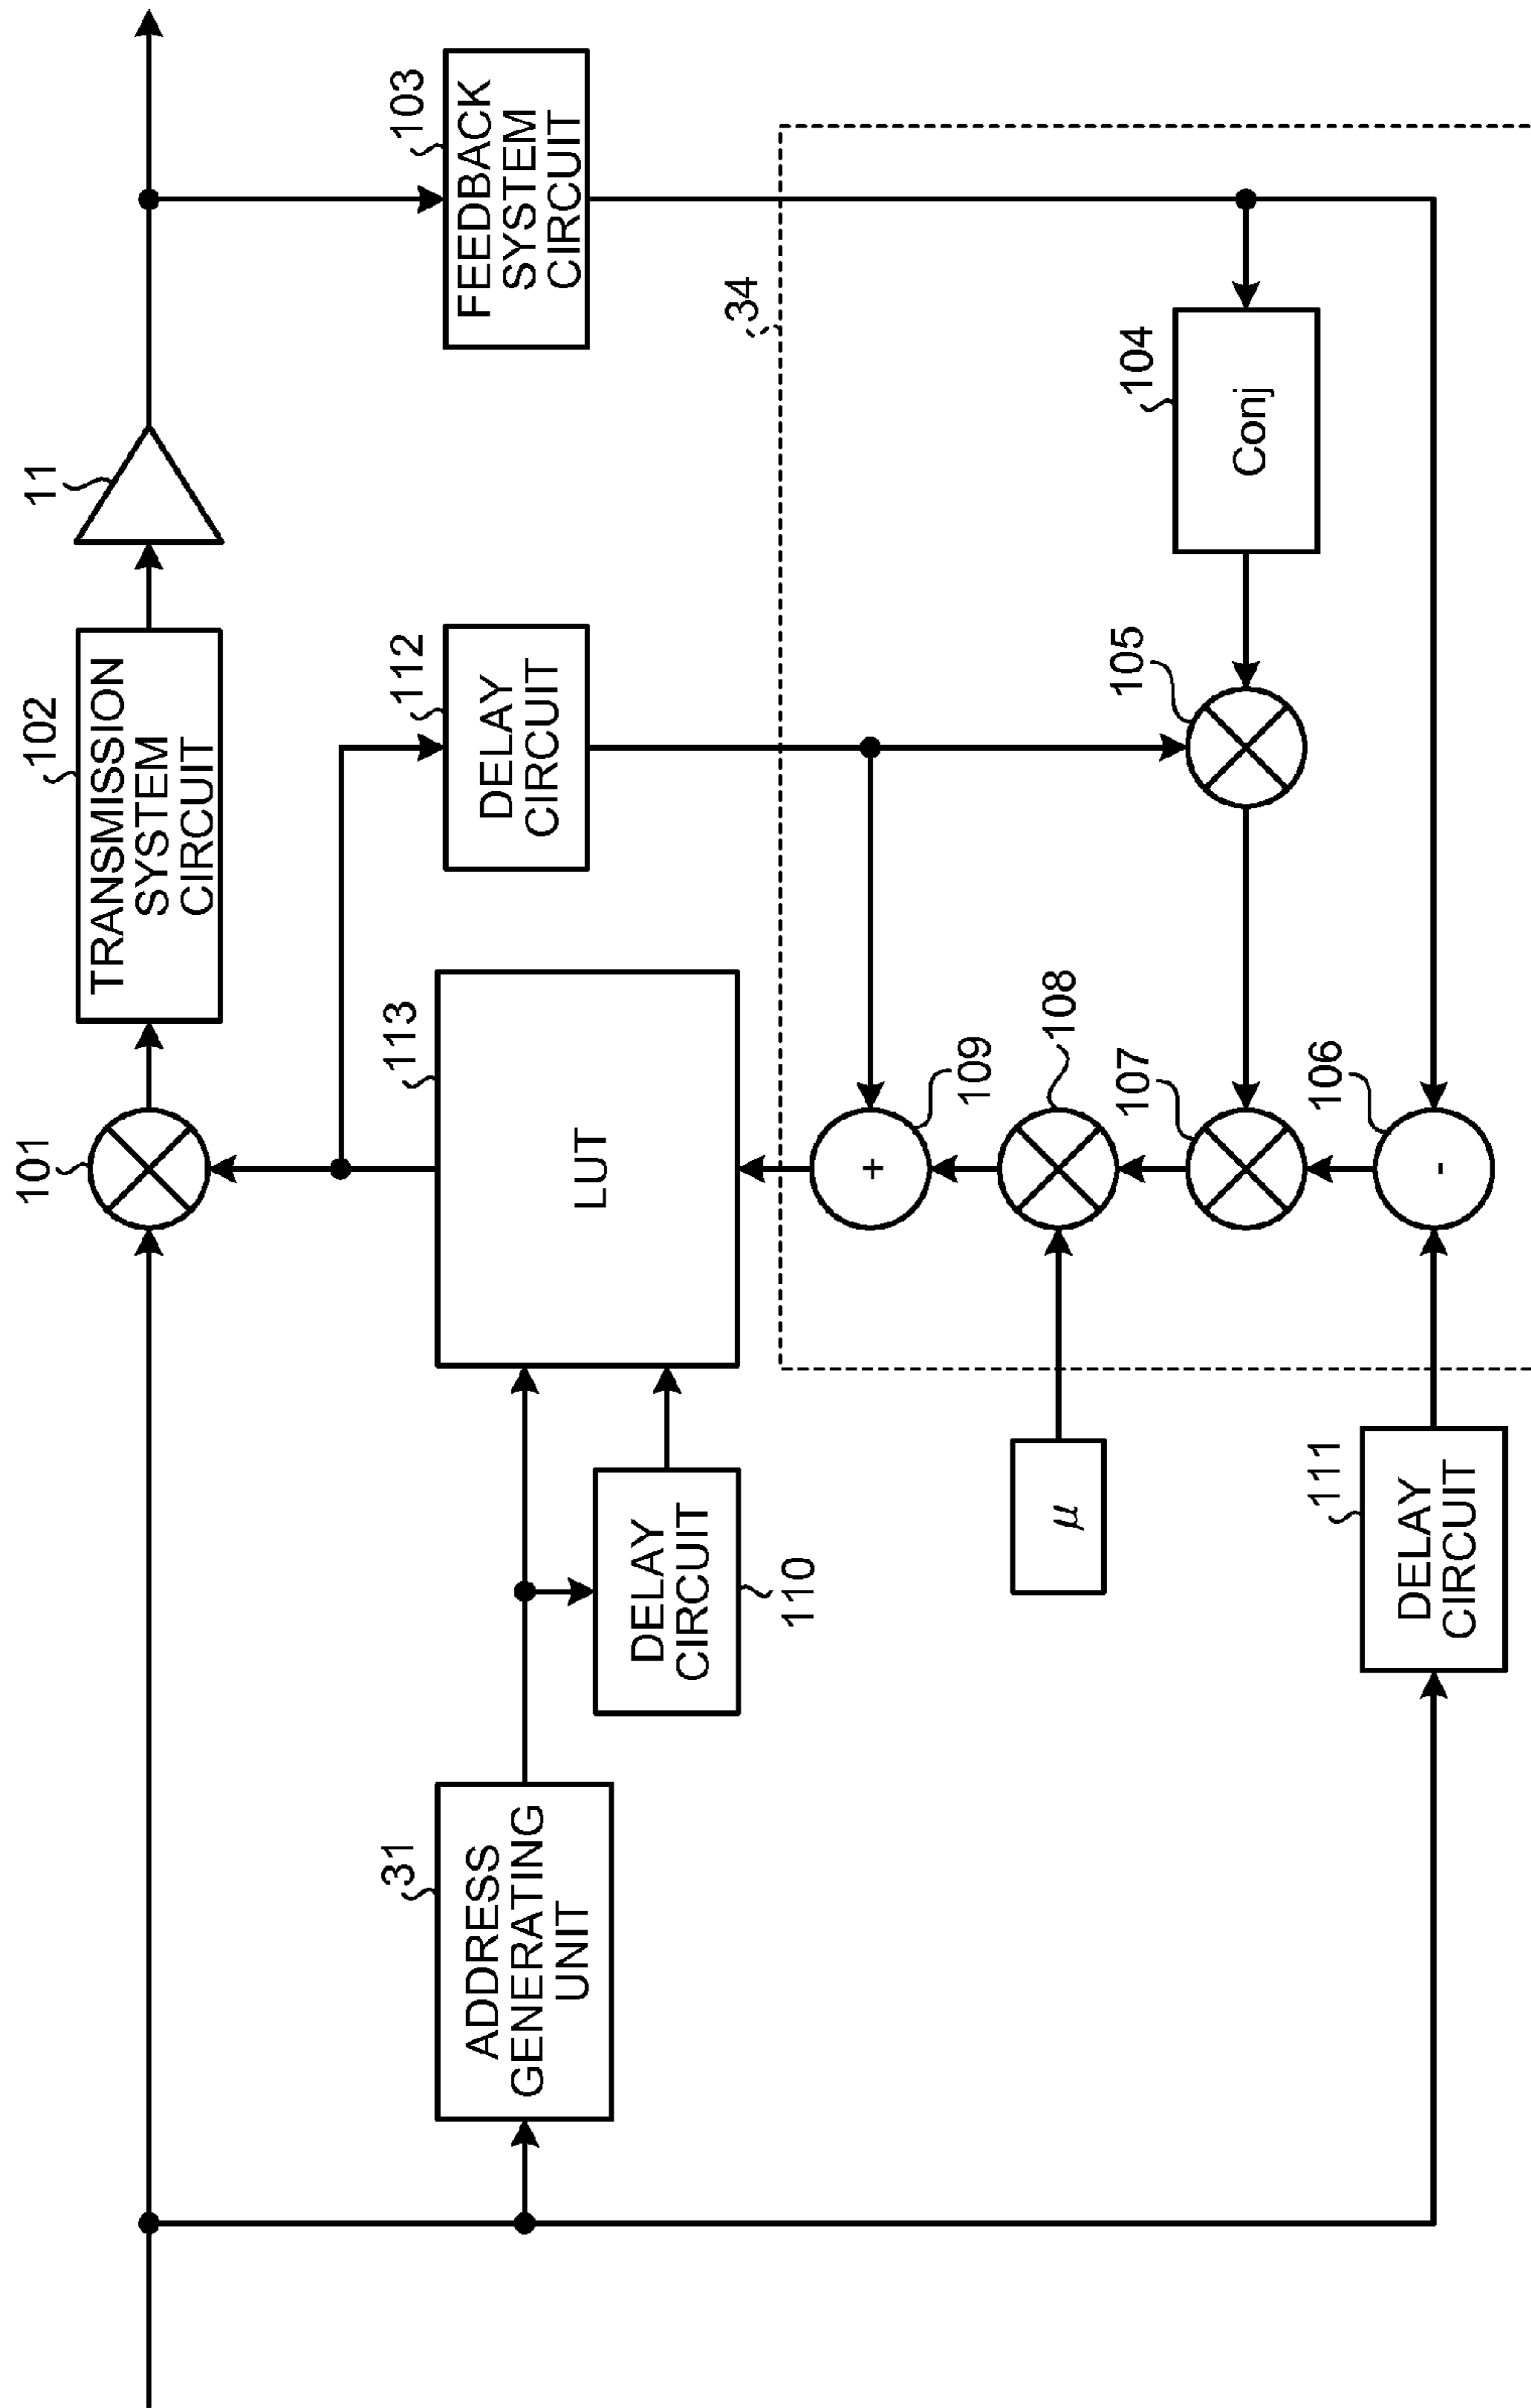 101
102
TRANSMISSION
SYSTEM
CIRCUIT
11
103
FEEDBACK
SYSTEM
CIRCUIT
112
DELAY
CIRCUIT
113
LUT
31
ADDRESS
GENERATING
UNIT
DELAY
CIRCUIT
110
34
104
Conj
105
109
+
108
μ
107
106
-
111
DELAY
CIRCUIT